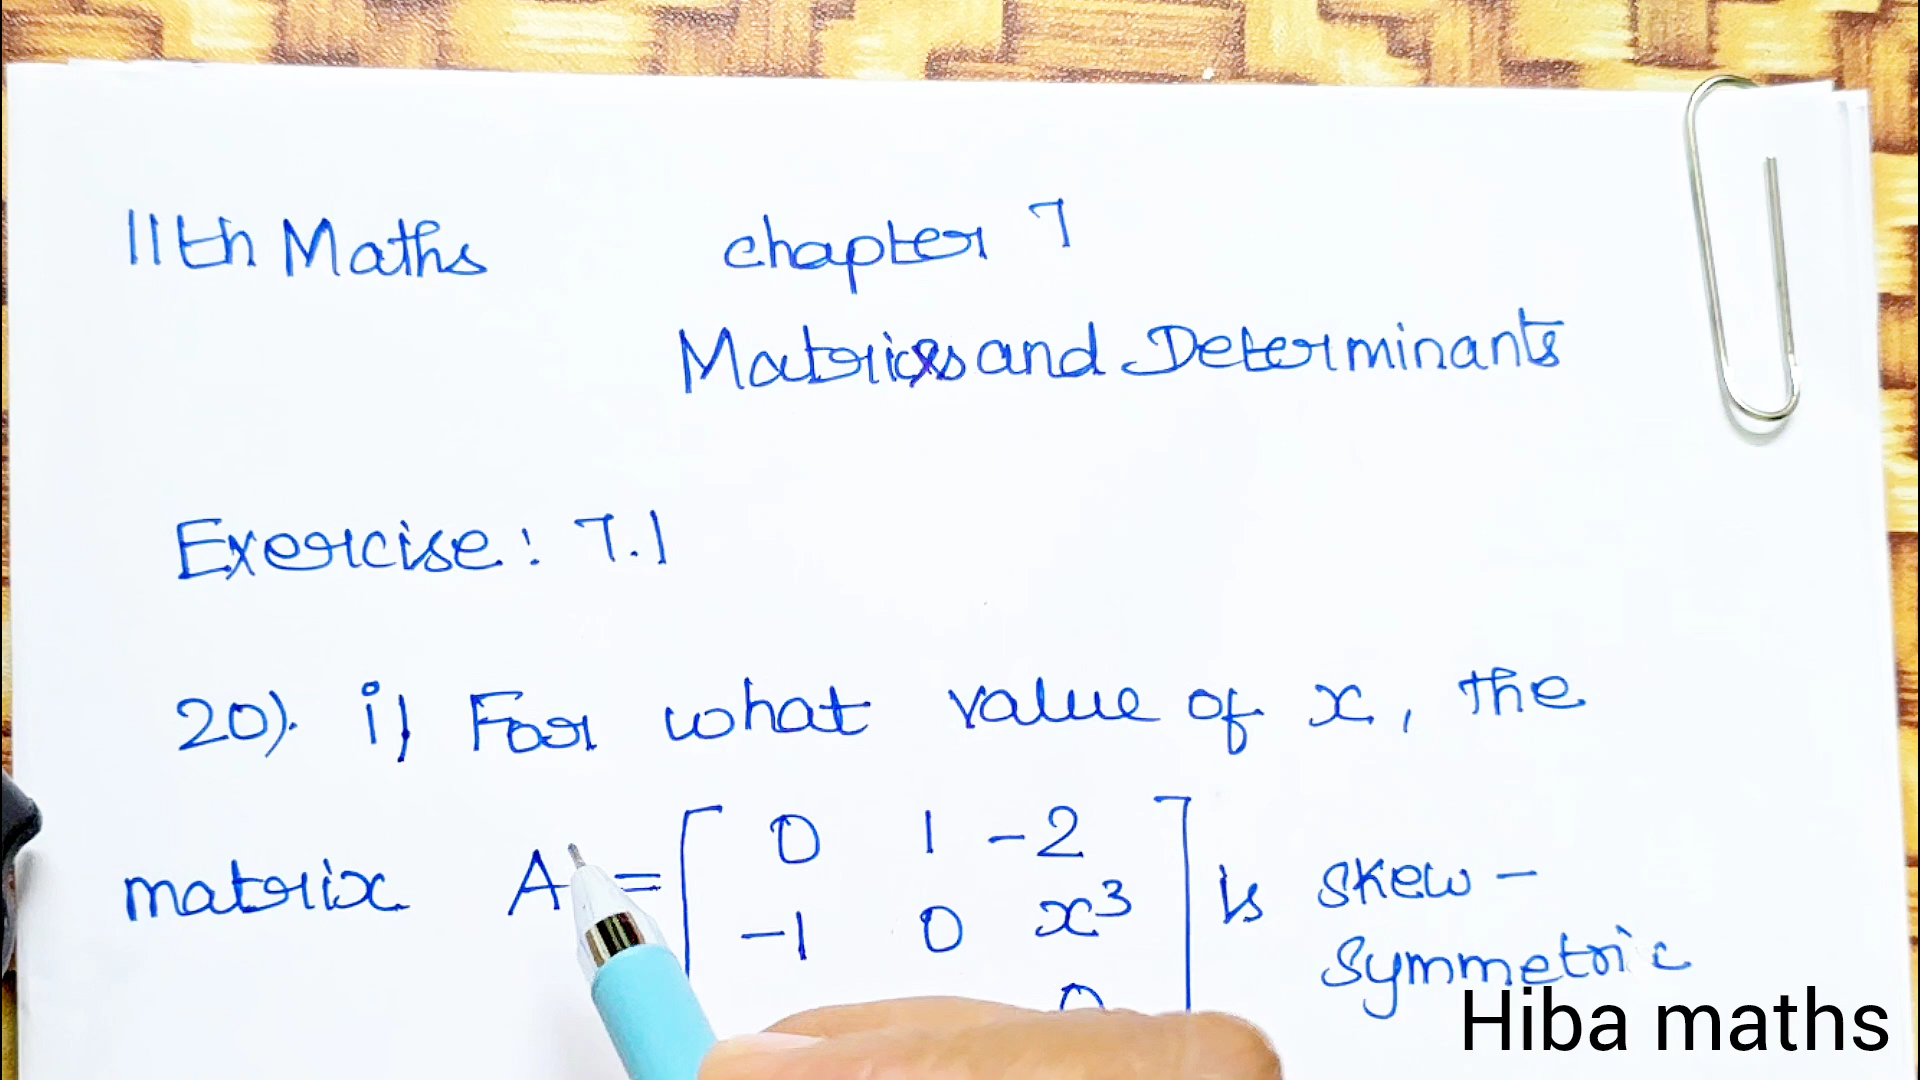 11th Maths chapter 7
Matrices and Determinants
Exercise: 7.1
20). i) For what value of x, the
matrix A = [ 0 1 -2 is skew-
-1 0 x³ symmetric
0 ]
Hiba maths